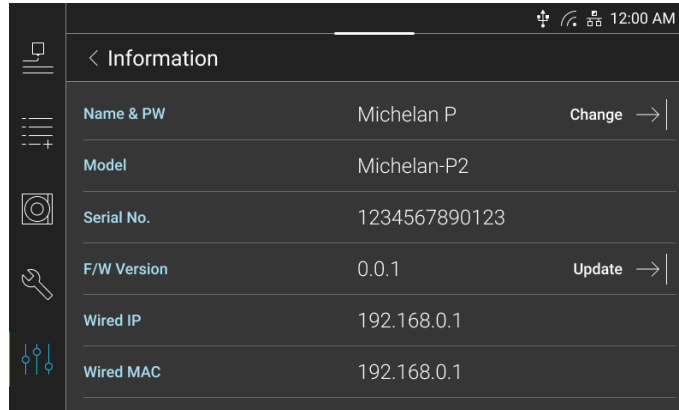 12:00 AM
Information
Name & PW Michelan P Change
Model Michelan-P2
Serial No. 1234567890123
F/W Version 0.0.1 Update
Wired IP 192.168.0.1
Wired MAC 192.168.0.1